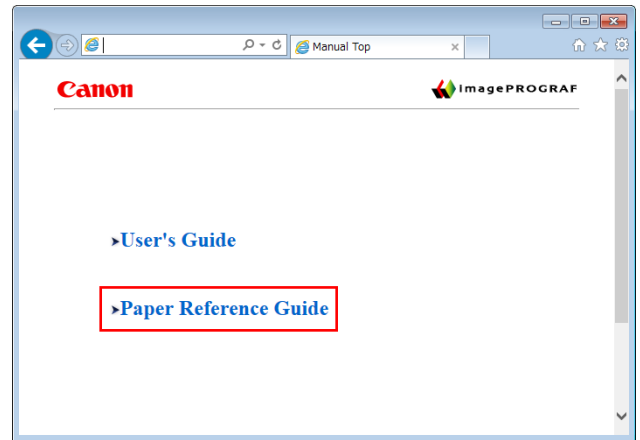 Manual Top
Canon
imagePROGRAF
User's Guide
Paper Reference Guide